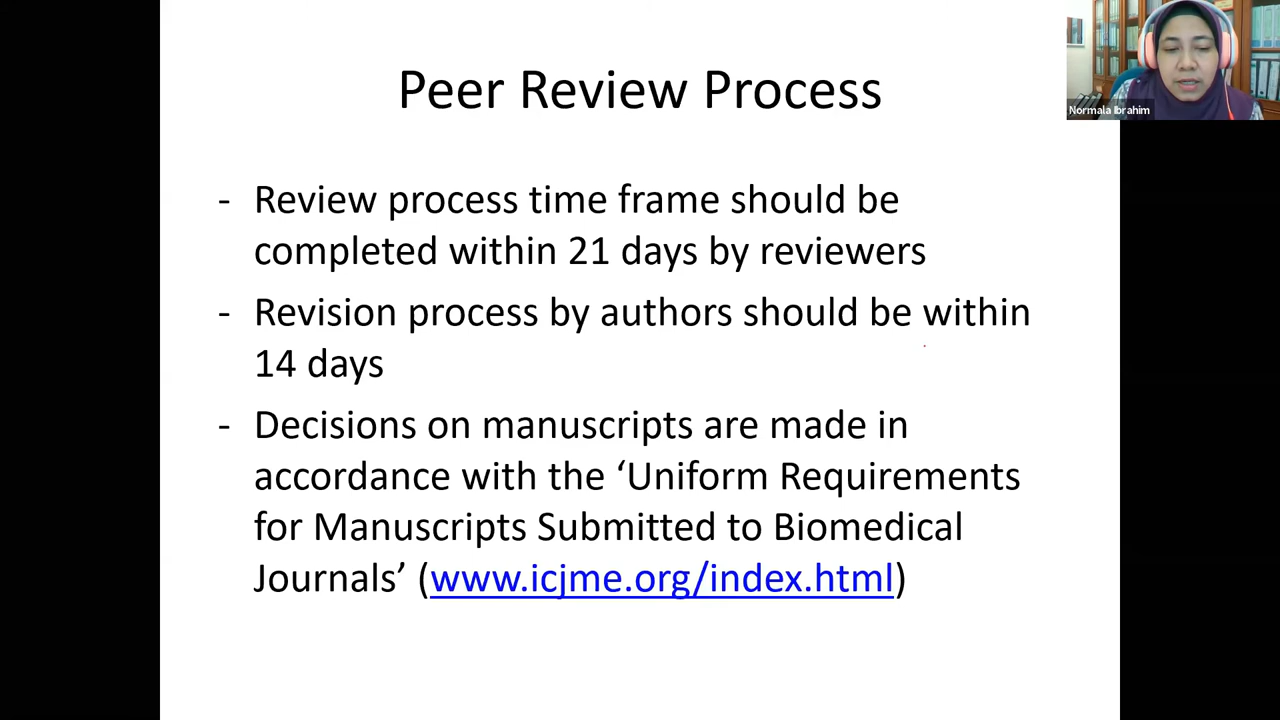 Peer Review Process
Normala Ibrahim
- Review process time frame should be
completed within 21 days by reviewers
- Revision process by authors should be within
14 days
- Decisions on manuscripts are made in
accordance with the ‘Uniform Requirements
for Manuscripts Submitted to Biomedical
Journals’ (www.icjme.org/index.html)